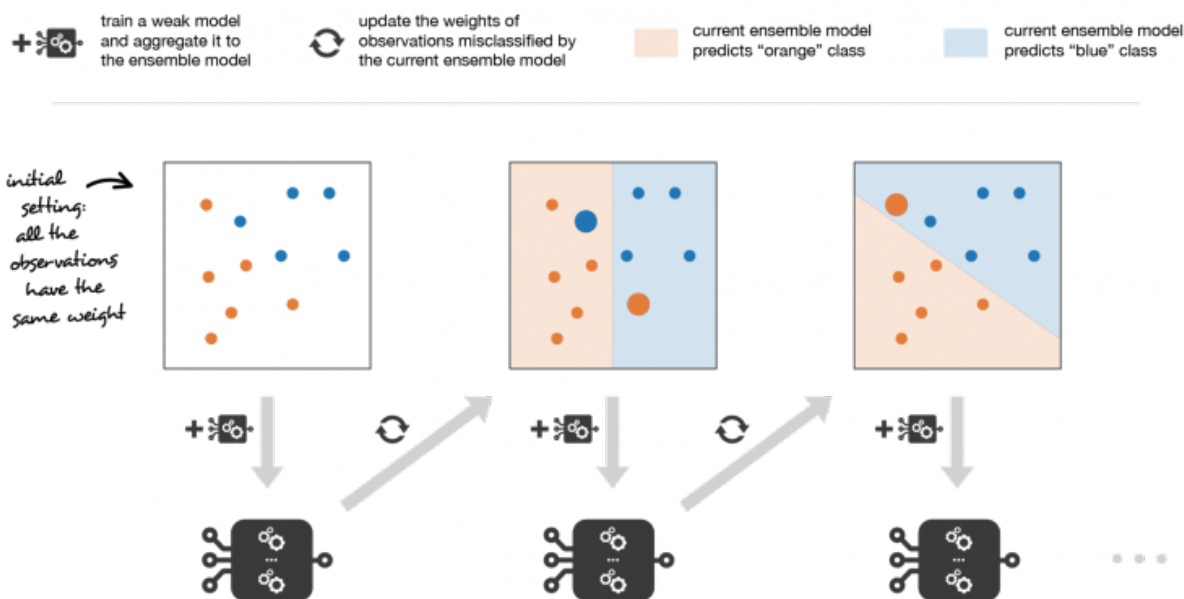 train a weak model
and aggregate it to
the ensemble model
update the weights of
observations misclassified by
the current ensemble model
current ensemble model
predicts “orange” class
current ensemble model
predicts “blue” class
initial
setting:
all the
observations
have the
same weight